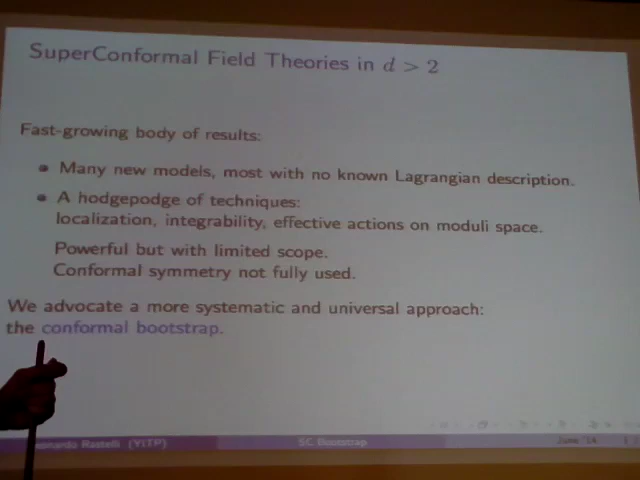 SuperConformal Field Theories in d > 2
Fast-growing body of results:
Many new models, most with no known Lagrangian description.
A hodgepodge of techniques:
localization, integrability, effective actions on moduli space.
Powerful but with limited scope.
Conformal symmetry not fully used.
We advocate a more systematic and universal approach:
the conformal bootstrap.
Rastelli (YITP) SC Bootstrap June '14